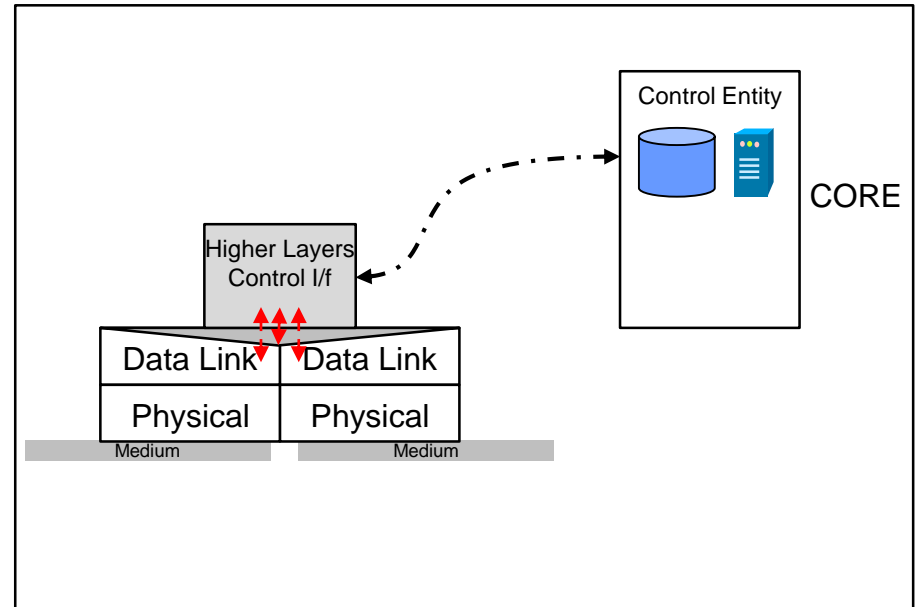 Control Entity
CORE
Higher Layers
Control I/f
Data Link
Data Link
Physical
Physical
Medium
Medium